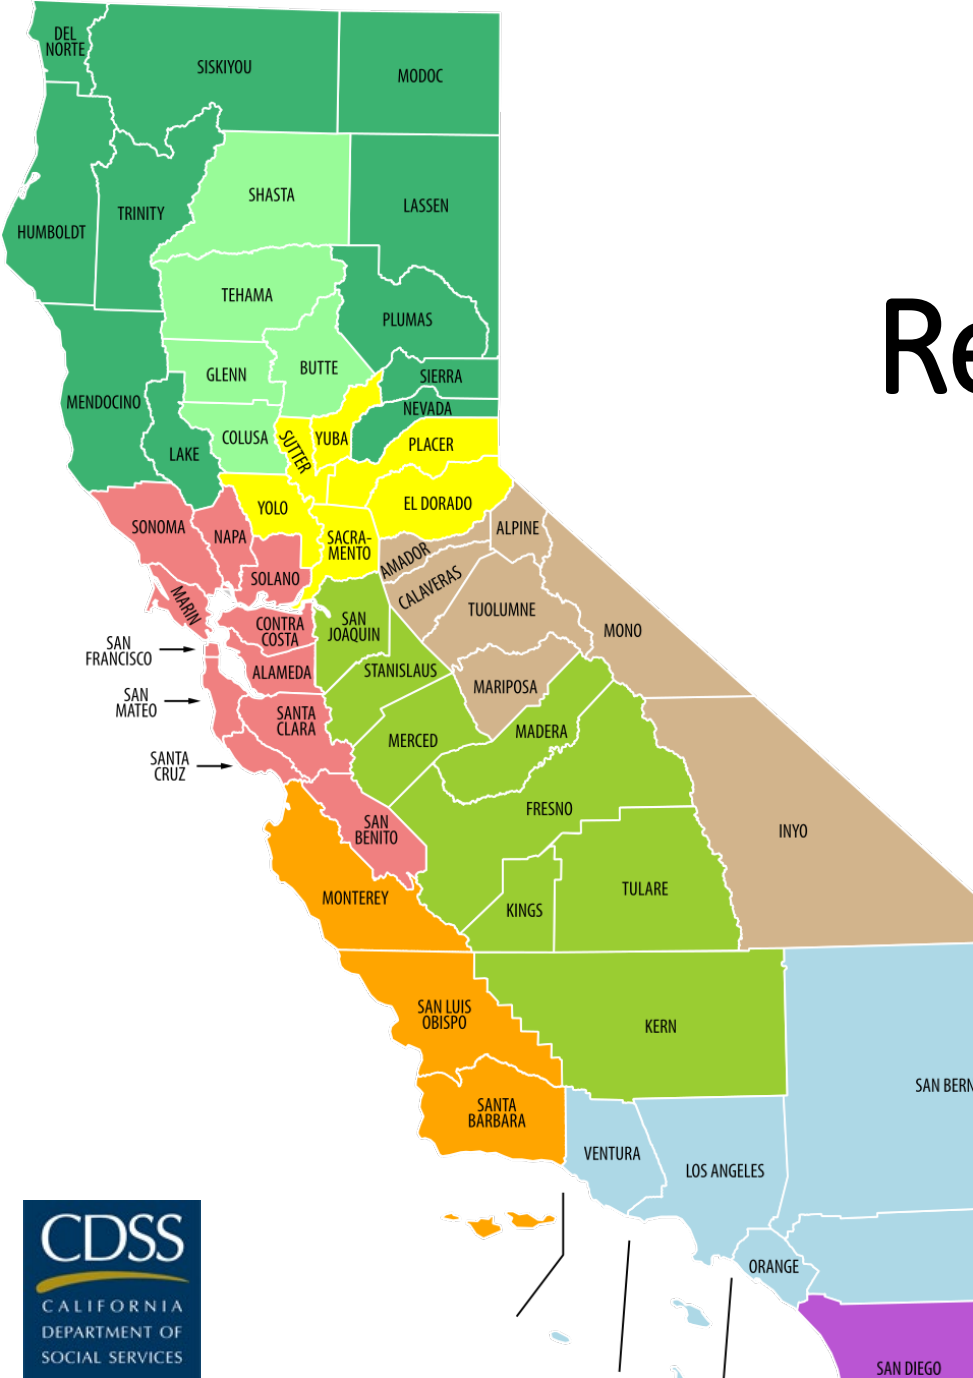 DEL
NORTE
SISKIYOU
MODOC
SHASTA
LASSEN
TRINITY
HUMBOLDT
TEHAMA
PLUMAS
BUTTE
GLENN
SIERRA
MENDOCINO
NEVADA
COLUSA
SUTTER
YUBA
PLACER
LAKE
YOLO
EL DORADO
SONOMA
NAPA
SACRA-
MENTO
ALPINE
AMADOR
SOLANO
CALAVERAS
MARIN
TUOLUMNE
CONTRA
COSTA
SAN
JOAQUIN
MONO
SAN
FRANCISCO
ALAMEDA
STANISLAUS
MARIPOSA
SAN
MATEO
SANTA
CLARA
MERCED
MADERA
SANTA
CRUZ
FRESNO
SAN
BENITO
INYO
MONTEREY
KINGS
TULARE
SAN LUIS
OBISPO
KERN
SAN BERN
SANTA
BARBARA
VENTURA
LOS ANGELES
ORANGE
SAN DIEGO
Re
CDSS
CALIFORNIA
DEPARTMENT OF
SOCIAL SERVICES